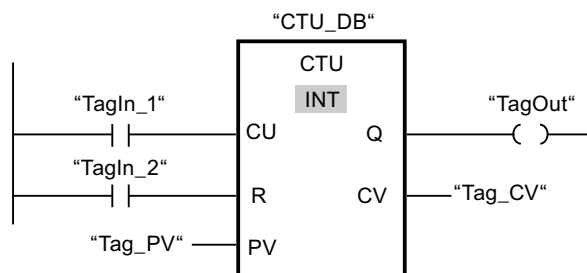 “CTU_DB“
CTU
INT
“TagIn_1“
“TagOut“
CU
Q
“TagIn_2“
R
CV
“Tag_CV“
“Tag_PV“
PV